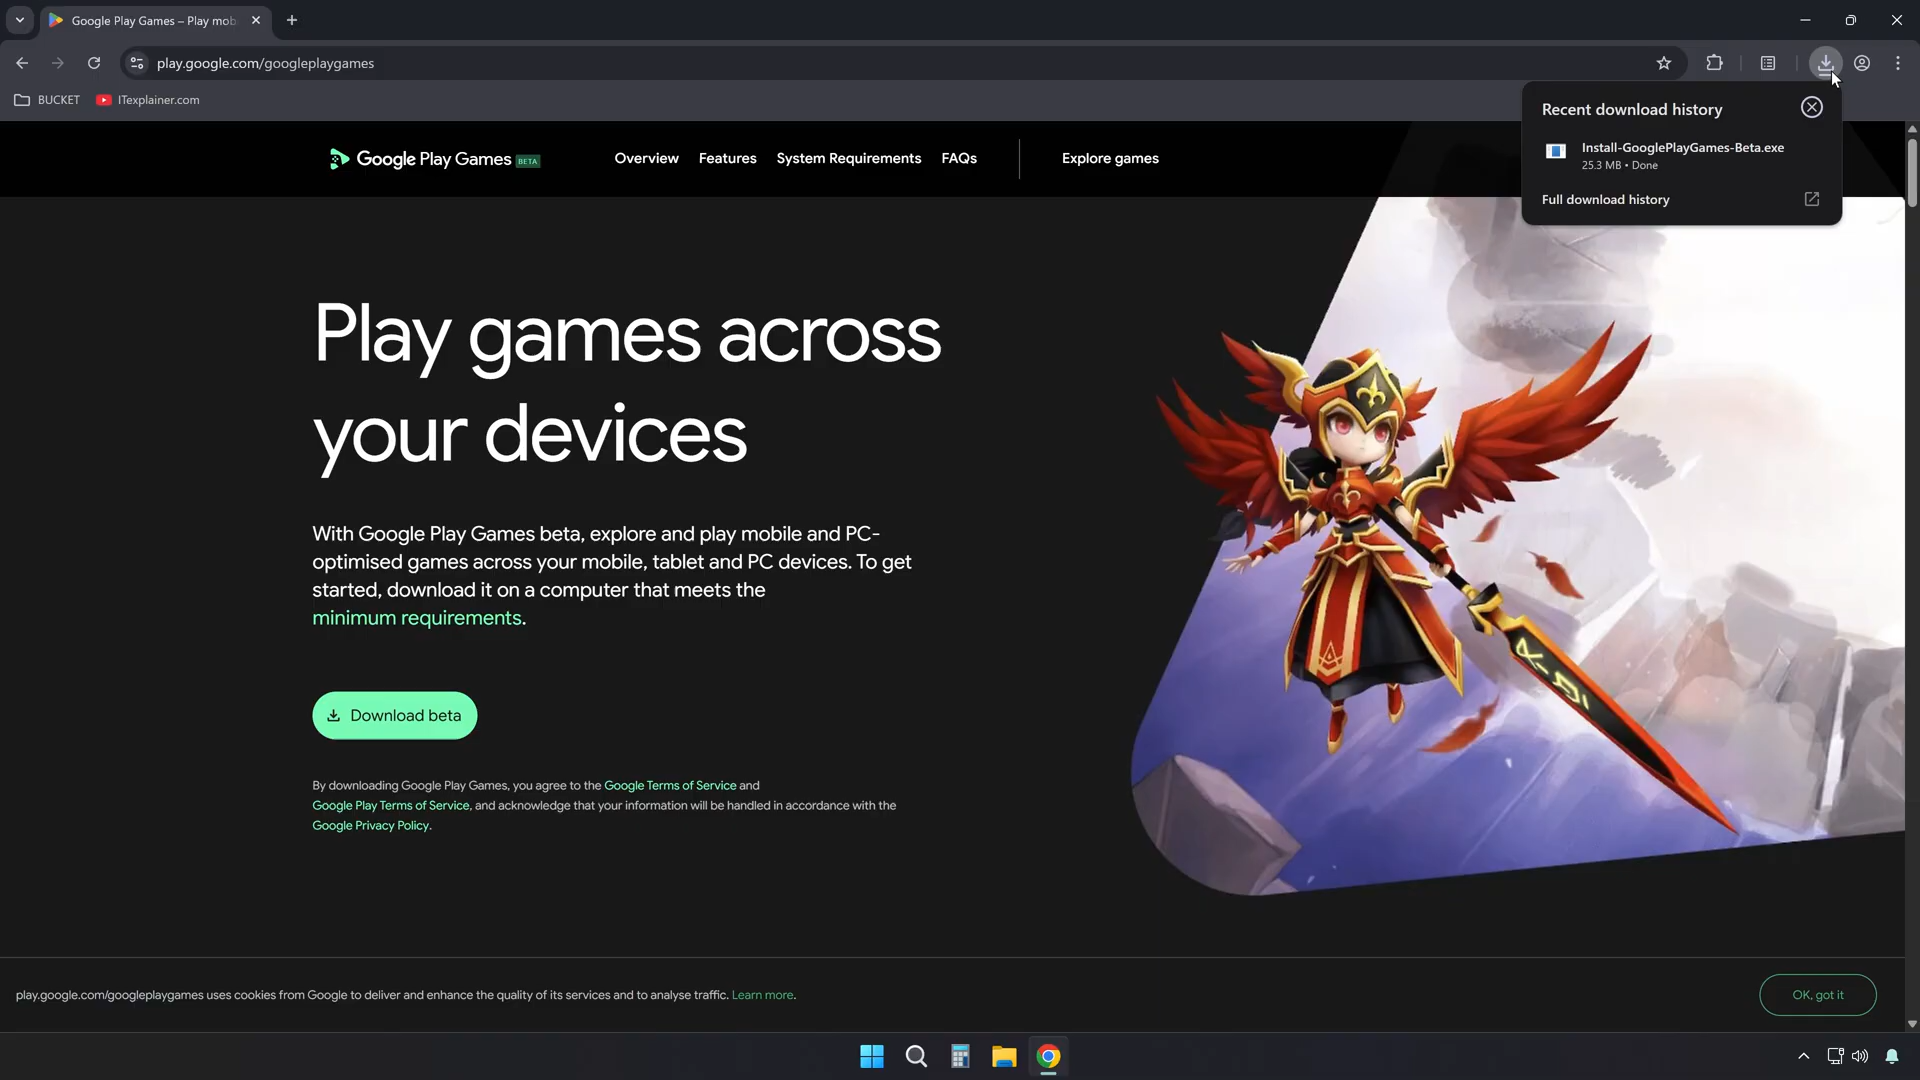 Google Play Games – Play mob
play.google.com/googleplaygames
BUCKET
ITexplainer.com
Recent download history
Install-GooglePlayGames-Beta.exe
25.3 MB • Done
Full download history
Google Play Games BETA
Overview
Features
System Requirements
FAQs
Explore games
Play games across
your devices
With Google Play Games beta, explore and play mobile and PC-
optimised games across your mobile, tablet and PC devices. To get
started, download it on a computer that meets the
minimum requirements.
Download beta
By downloading Google Play Games, you agree to the Google Terms of Service and
Google Play Terms of Service, and acknowledge that your information will be handled in accordance with the
Google Privacy Policy.
play.google.com/googleplaygames uses cookies from Google to deliver and enhance the quality of its services and to analyse traffic. Learn more.
OK, got it